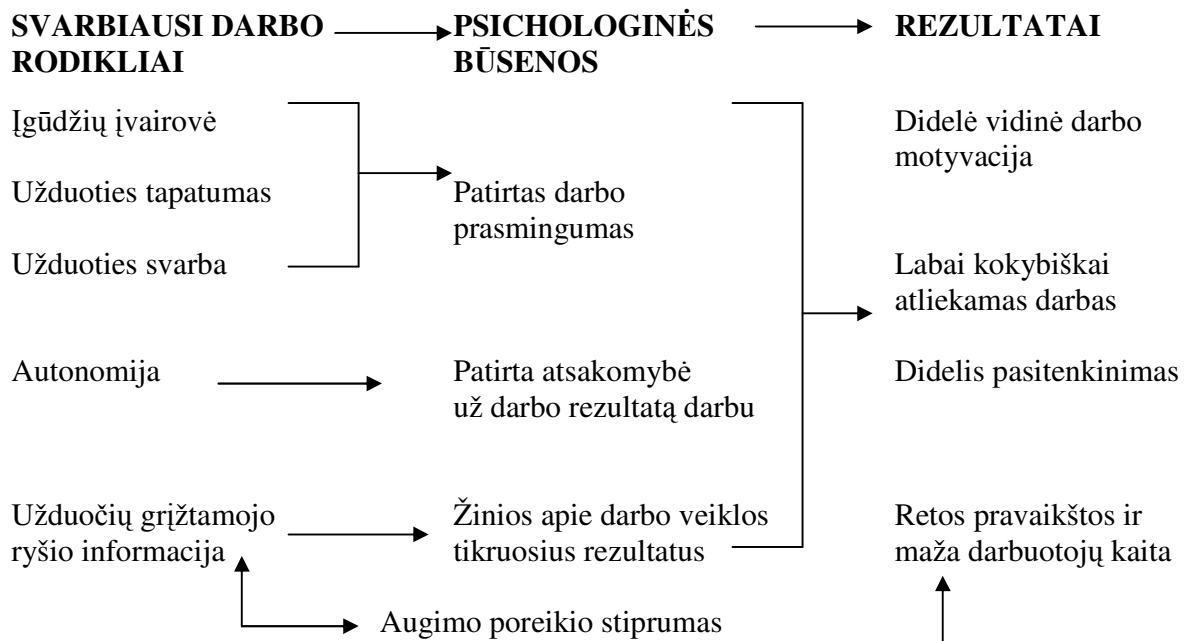 SVARBIAUSI DARBO RODIKLIAI
PSICHOLOGINĖS BŪSENOS
REZULTATAI
Įgūdžių įvairovė
Užduoties tapatumas
Užduoties svarba
Patirtas darbo
prasmingumas
Didelė vidinė darbo
motyvacija
Labai kokybiškai
atliekamas darbas
Autonomija
Patirta atsakomybė
už darbo rezultatą darbu
Didelis pasitenkinimas
Užduočių grįžtamojo
ryšio informacija
Žinios apie darbo veiklos
tikruosius rezultatus
Retos pravaikštos ir
maža darbuotojų kaita
Augimo poreikio stiprumas